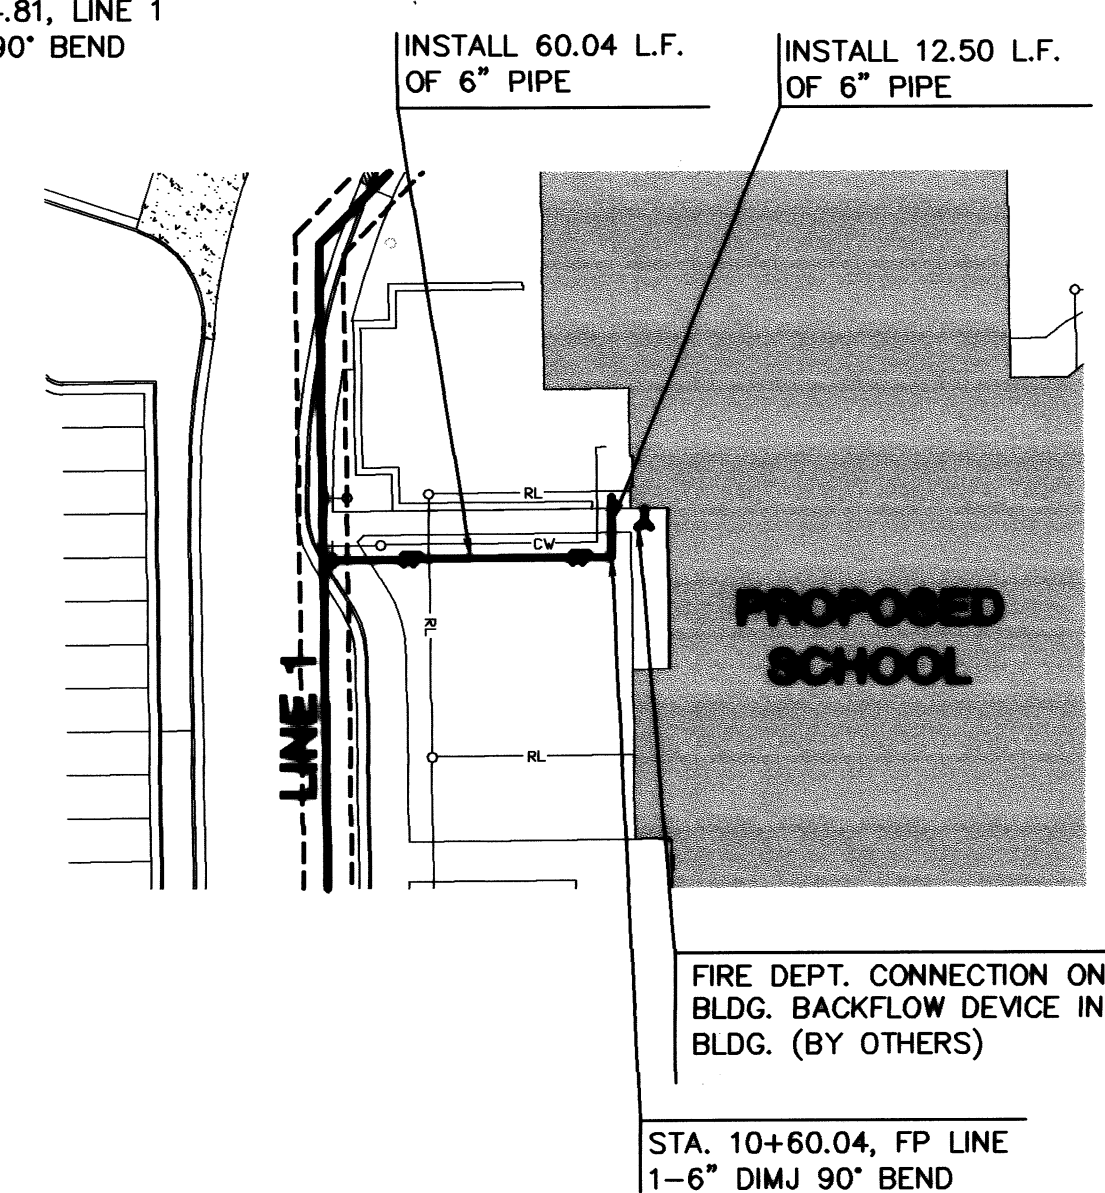 .81, LINE 1
90° BEND
INSTALL 60.04 L.F.
OF 6" PIPE
INSTALL 12.50 L.F.
OF 6" PIPE
RL
CW
RL
PROPOSED
SCHOOL
LINE 1
RL
FIRE DEPT. CONNECTION ON
BLDG. BACKFLOW DEVICE IN
BLDG. (BY OTHERS)
STA. 10+60.04, FP LINE
1-6" DIMJ 90° BEND